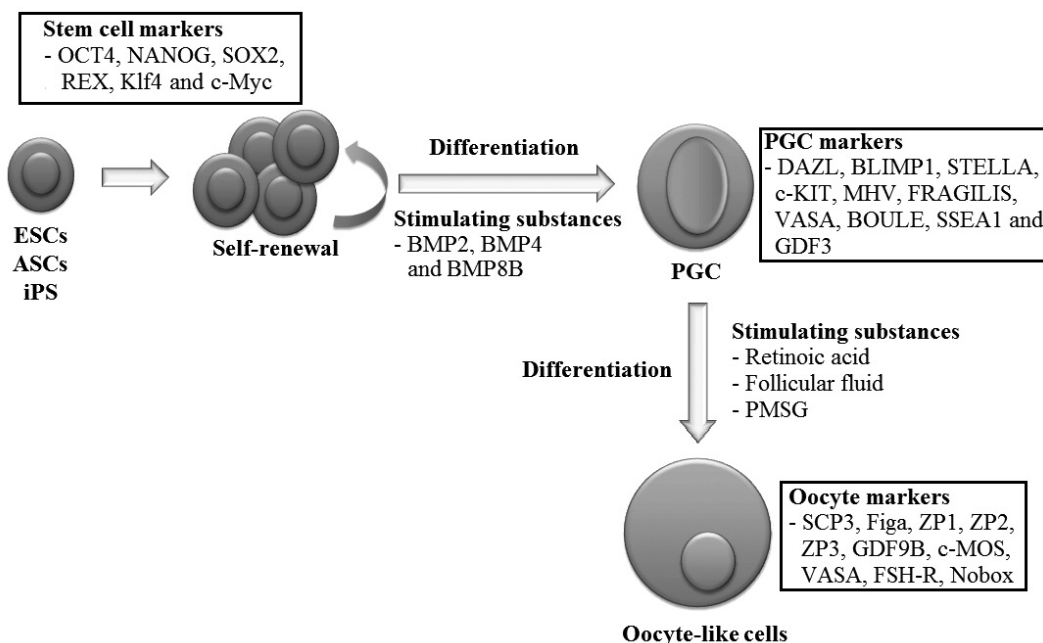 Stem cell markers
- OCT4, NANOG, SOX2,
REX, Klf4 and c-Myc
ESCs
ASCs
iPS
Self-renewal
Differentiation
Stimulating substances
- BMP2, BMP4
and BMP8B
PGC
PGC markers
- DAZL, BLIMP1, STELLA,
c-KIT, MHV, FRAGILIS,
VASA, BOULE, SSEA1 and
GDF3
Differentiation
Stimulating substances
- Retinoic acid
- Follicular fluid
- PMSG
Oocyte markers
- SCP3, Figa, ZP1, ZP2,
ZP3, GDF9B, c-MOS,
VASA, FSH-R, Nobox
Oocyte-like cells